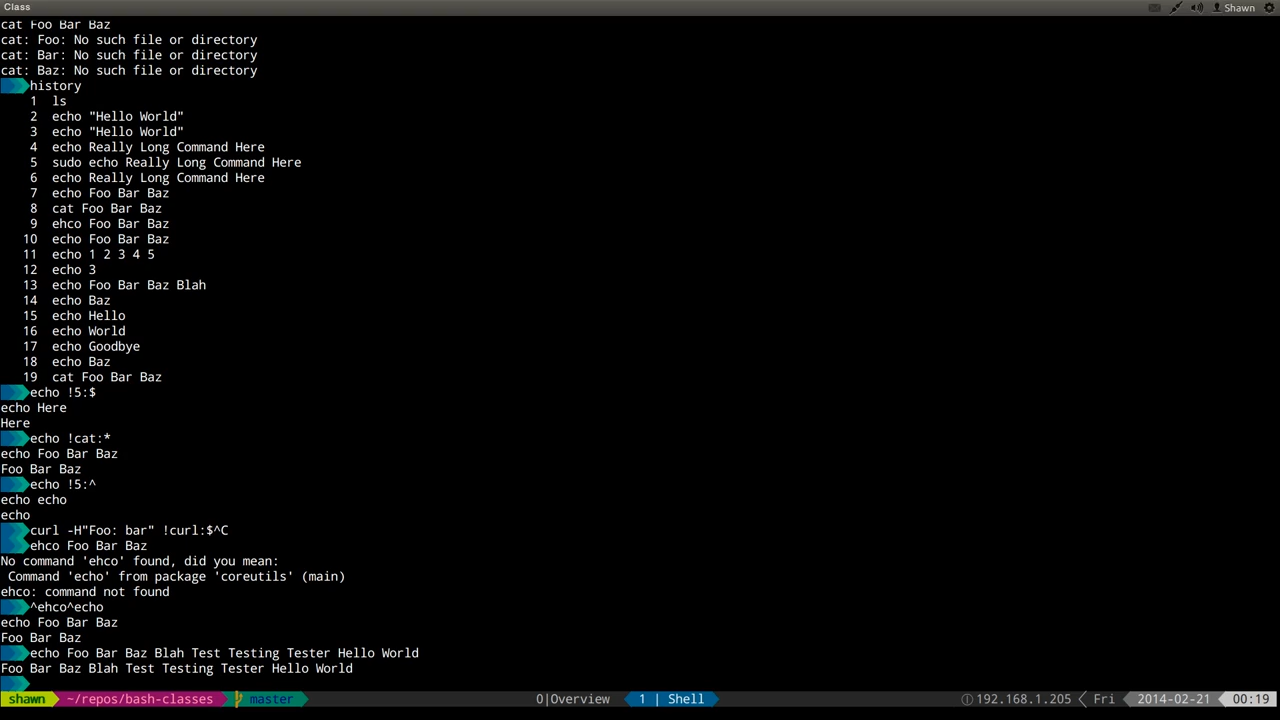 Class
Shawn
cat Foo Bar Baz
cat: Foo: No such file or directory
cat: Bar: No such file or directory
cat: Baz: No such file or directory
history
1 ls
2 echo "Hello World"
3 echo "Hello World"
4 echo Really Long Command Here
5 sudo echo Really Long Command Here
6 echo Really Long Command Here
7 echo Foo Bar Baz
8 cat Foo Bar Baz
9 ehco Foo Bar Baz
10 echo Foo Bar Baz
11 echo 1 2 3 4 5
12 echo 3
13 echo Foo Bar Baz Blah
14 echo Baz
15 echo Hello
16 echo World
17 echo Goodbye
18 echo Baz
19 cat Foo Bar Baz
echo !5:$
echo Here
Here
echo !cat:*
echo Foo Bar Baz
Foo Bar Baz
echo !5:^
echo echo
echo
curl -H"Foo: bar" !curl:$^C
ehco Foo Bar Baz
No command 'ehco' found, did you mean:
Command 'echo' from package 'coreutils' (main)
ehco: command not found
^ehco^echo
echo Foo Bar Baz
Foo Bar Baz
echo Foo Bar Baz Blah Test Testing Tester Hello World
Foo Bar Baz Blah Test Testing Tester Hello World
shawn ~/repos/bash-classes master 0|Overview 1 | Shell 192.168.1.205 Fri 2014-02-21 00:19